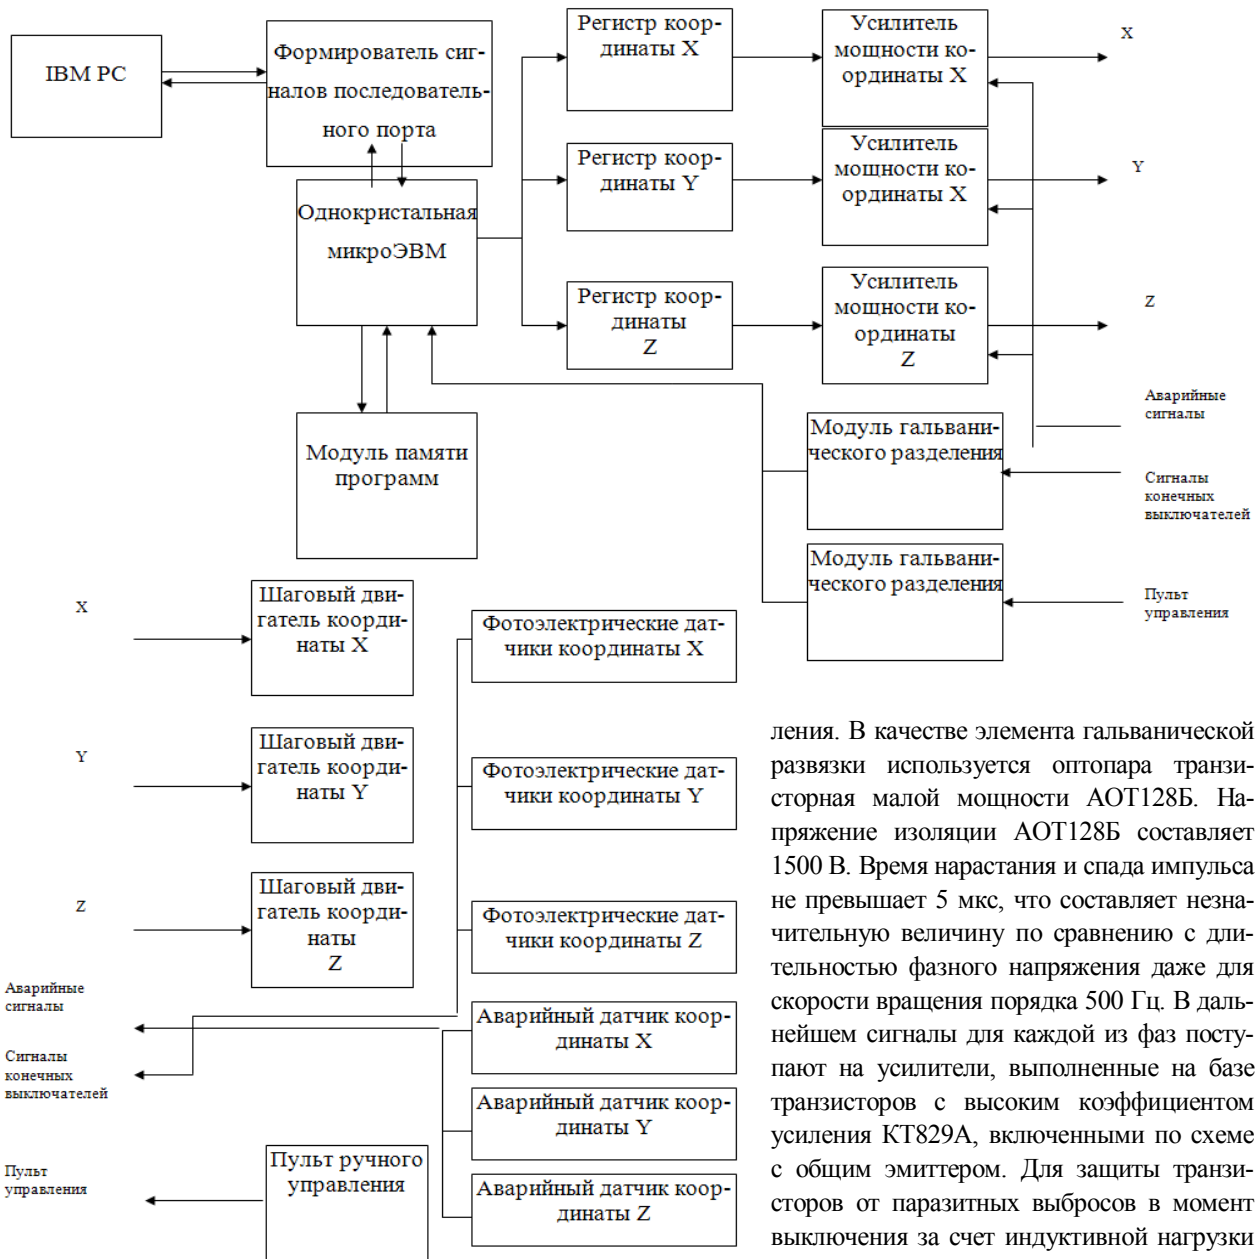 IBM PC
Формирователь сиг-
налов последователь-
ного порта
Регистр коор-
динаты X
Усилитель
мощности ко-
ординаты X
X
Регистр коор-
динаты Y
Усилитель
мощности ко-
ординаты X
Y
Однокристальная
микроЭВМ
Регистр коор-
динаты
Z
Усилитель
мощности ко-
ординаты
Z
Z
Аварийные
сигналы
Модуль памяти
программ
Модуль гальвани-
ческого разделения
Сигналы
конечных
выключателей
Модуль гальвани-
ческого разделения
Пульт
управления
X
Шаговый дви-
гатель коорди-
наты X
Фотоэлектрические дат-
чики координаты X
Y
Шаговый дви-
гатель коорди-
наты Y
Фотоэлектрические дат-
чики координаты Y
Z
Шаговый дви-
гатель коорди-
наты
Z
Фотоэлектрические дат-
чики координаты Z
Аварийные
сигналы
Аварийный датчик коор-
динаты X
Сигналы
конечных
выключателей
Аварийный датчик коор-
динаты Y
Пульт
управления
Пульт ручного
управления
Аварийный датчик коор-
динаты Z
ления. В качестве элемента гальванической
развязки используется оптопара транзи-
сторная малой мощности АОТ128Б. На-
пряжение изоляции АОТ128Б составляет
1500 В. Время нарастания и спада импульса
не превышает 5 мкс, что составляет незна-
чительную величину по сравнению с дли-
тельностью фазного напряжения даже для
скорости вращения порядка 500 Гц. В даль-
нейшем сигналы для каждой из фаз посту-
пают на усилители, выполненные на базе
транзисторов с высоким коэффициентом
усиления КТ829А, включенными по схеме
с общим эмиттером. Для защиты транзи-
сторов от паразитных выбросов в момент
выключения за счет индуктивной нагрузки